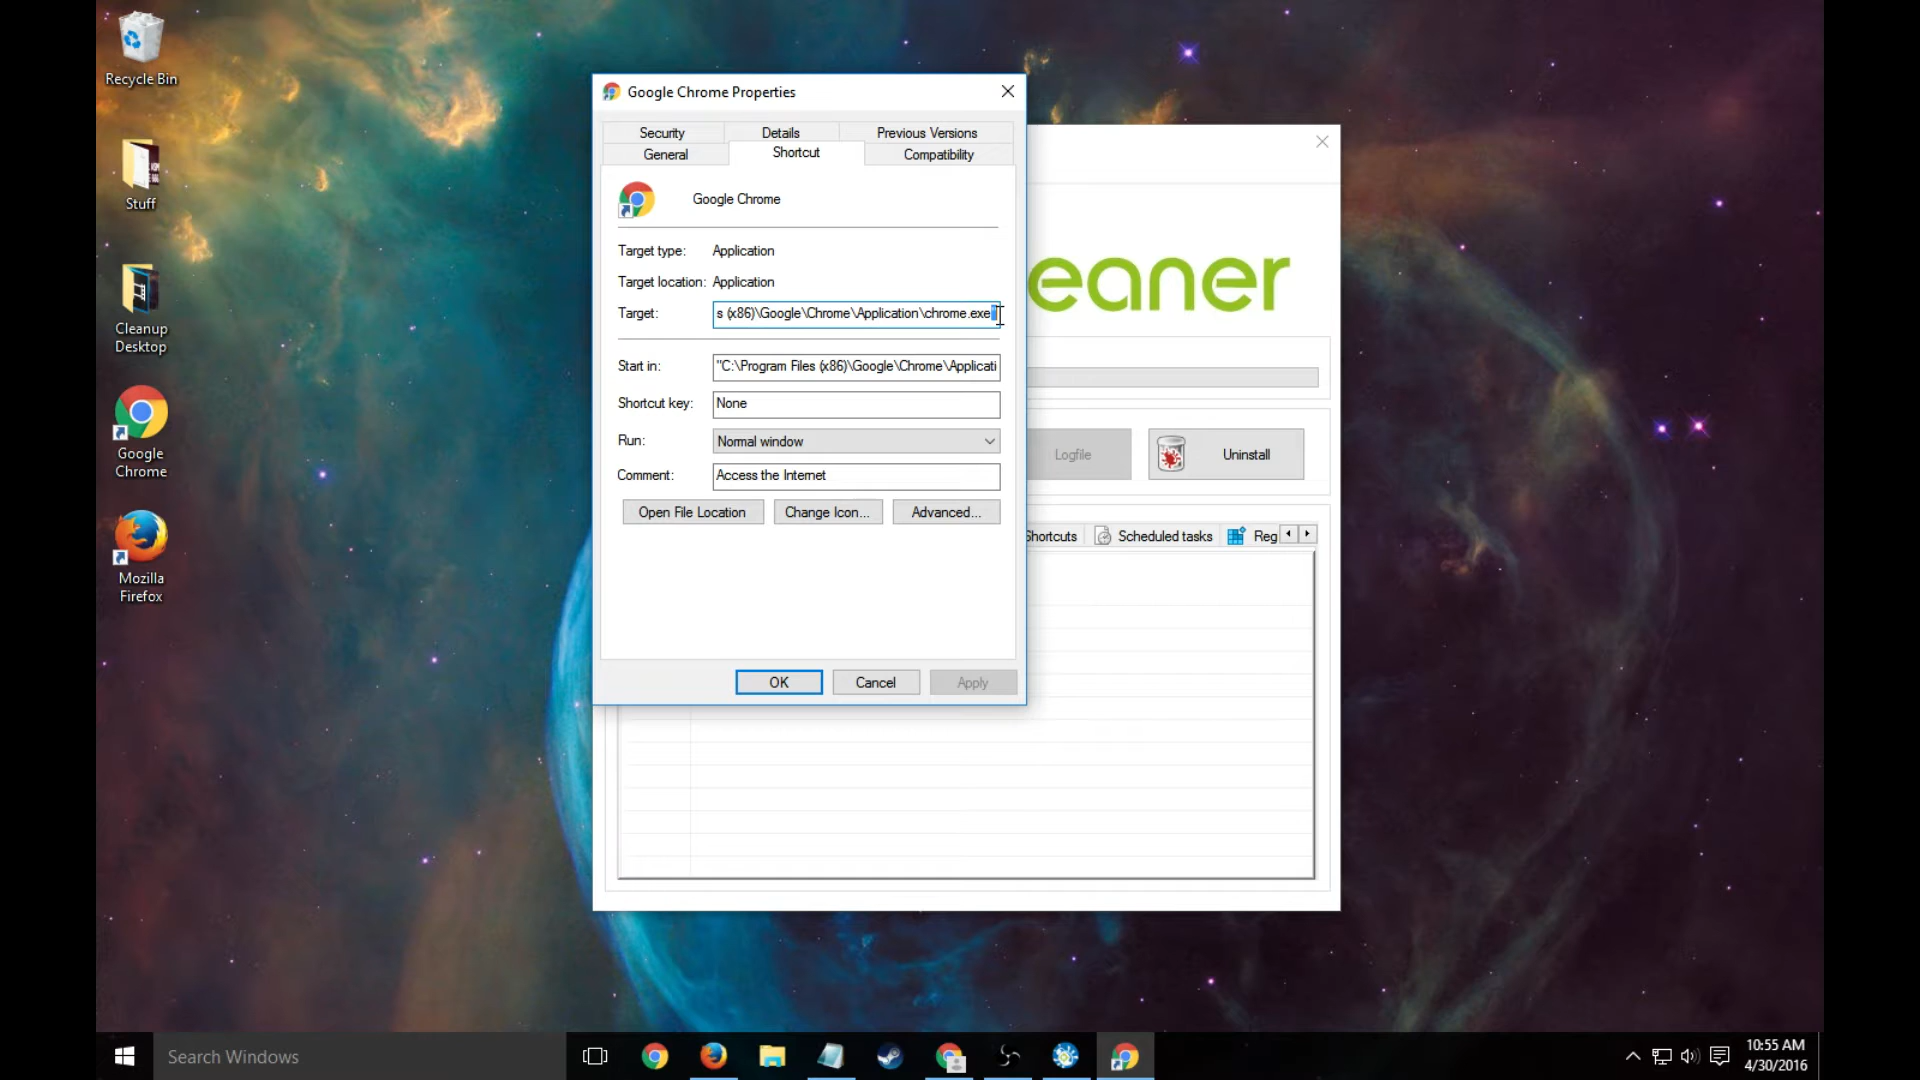 Recycle Bin
Stuff
Cleanup
Desktop
Google
Chrome
Mozilla
Firefox
Google Chrome Properties
Security
Details
Previous Versions
General
Shortcut
Compatibility
Google Chrome
Target type:
Application
Target location:
Application
Target:
s (x86)\Google\Chrome\Application\chrome.exe"
Start in:
"C:\Program Files (x86)\Google\Chrome\Applicati
Shortcut key:
None
Run:
Normal window
Comment:
Access the Internet
Open File Location
Change Icon...
Advanced...
OK
Cancel
Apply
eaner
Logfile
Uninstall
Shortcuts
Scheduled tasks
Reg
Search Windows
10:55 AM
4/30/2016